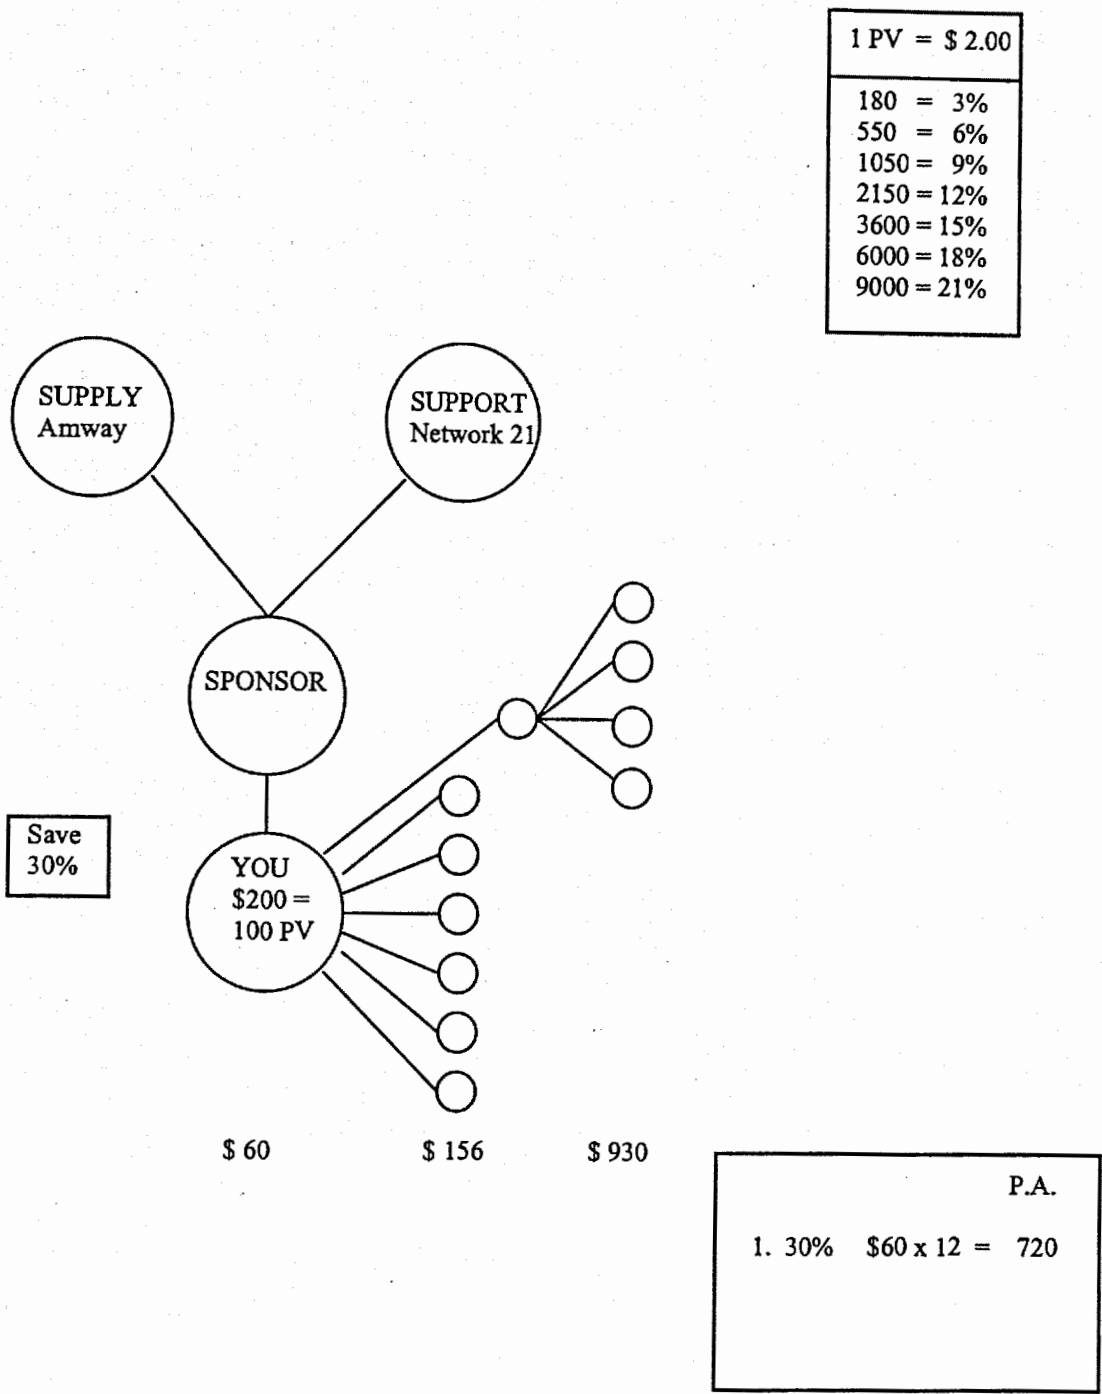 1 PV = $ 2.00
180 = 3%
550 = 6%
1050 = 9%
2150 = 12%
3600 = 15%
6000 = 18%
9000 = 21%
SUPPLY
Amway
SUPPORT
Network 21
SPONSOR
Save
30%
YOU
$200 =
100 PV
$ 60
$ 156
$ 930
P.A.
1. 30% $60 x 12 = 720